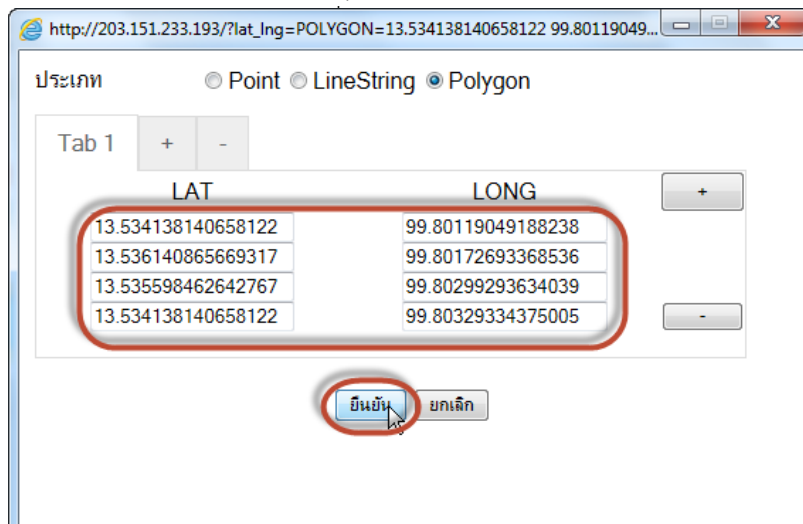 http://203.151.233.193/?lat_lng=POLYGON=13.534138140658122 99.80119049...
ประเภท Point LineString Polygon
Tab 1 + -
LAT LONG +
13.534138140658122 99.80119049188238
13.536140865669317 99.80172693368536
13.535598462642767 99.80299293634039
13.534138140658122 99.80329334375005 -
ยืนยัน ยกเลิก